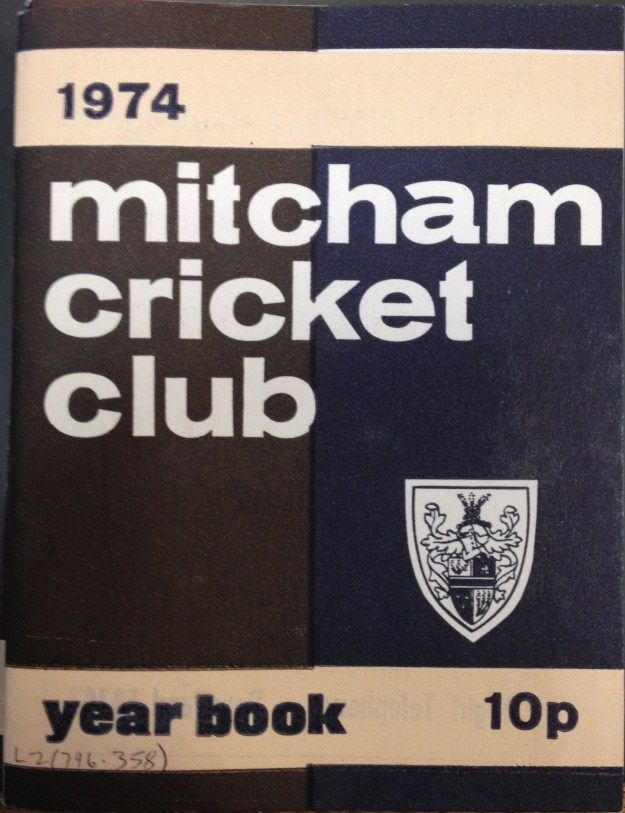 1974
mitcham
cricket
club
year book 10p
L2(796.358)